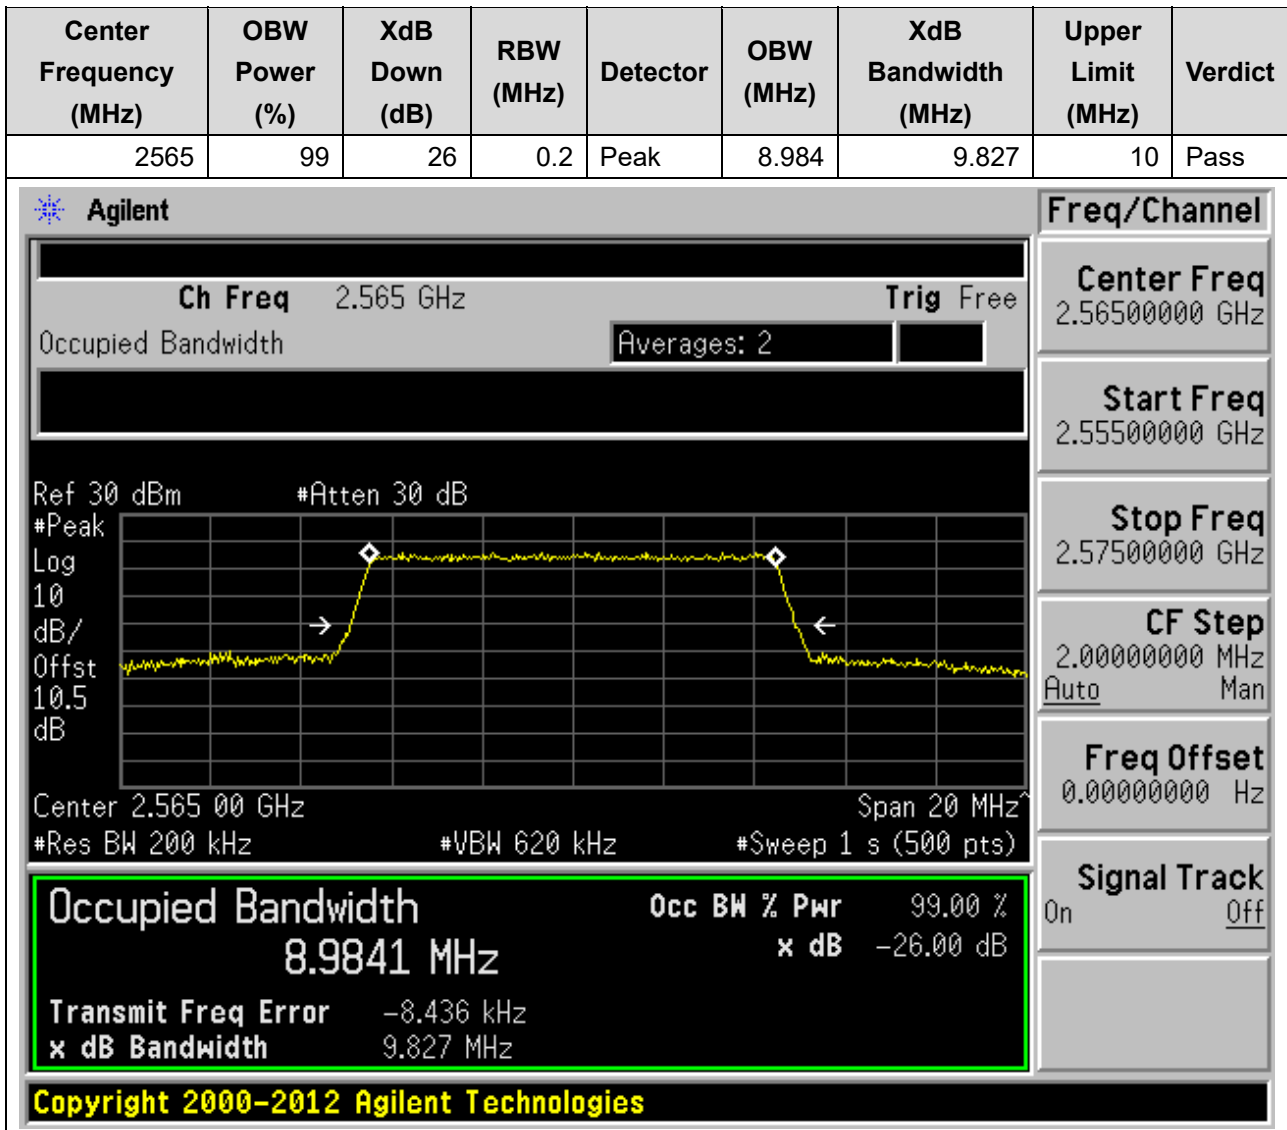 Center Frequency (MHz) OBW Power (%) XdB Down (dB) RBW (MHz) Detector OBW (MHz) XdB Bandwidth (MHz) Upper Limit (MHz) Verdict
2565 99 26 0.2 Peak 8.984 9.827 10 Pass
Agilent
Ch Freq 2.565 GHz Trig Free
Occupied Bandwidth Averages: 2
Ref 30 dBm #Atten 30 dB
#Peak
Log
10
dB/
Offst
10.5
dB
Center 2.565 00 GHz Span 20 MHz^
#Res BW 200 kHz #VBW 620 kHz #Sweep 1 s (500 pts)
Occupied Bandwidth Occ BW % Pwr 99.00 %
8.9841 MHz x dB -26.00 dB
Transmit Freq Error -8.436 kHz
x dB Bandwidth 9.827 MHz
Freq/Channel
Center Freq
2.56500000 GHz
Start Freq
2.55500000 GHz
Stop Freq
2.57500000 GHz
CF Step
2.00000000 MHz
Auto Man
Freq Offset
0.00000000 Hz
Signal Track
On Off
Copyright 2000-2012 Agilent Technologies